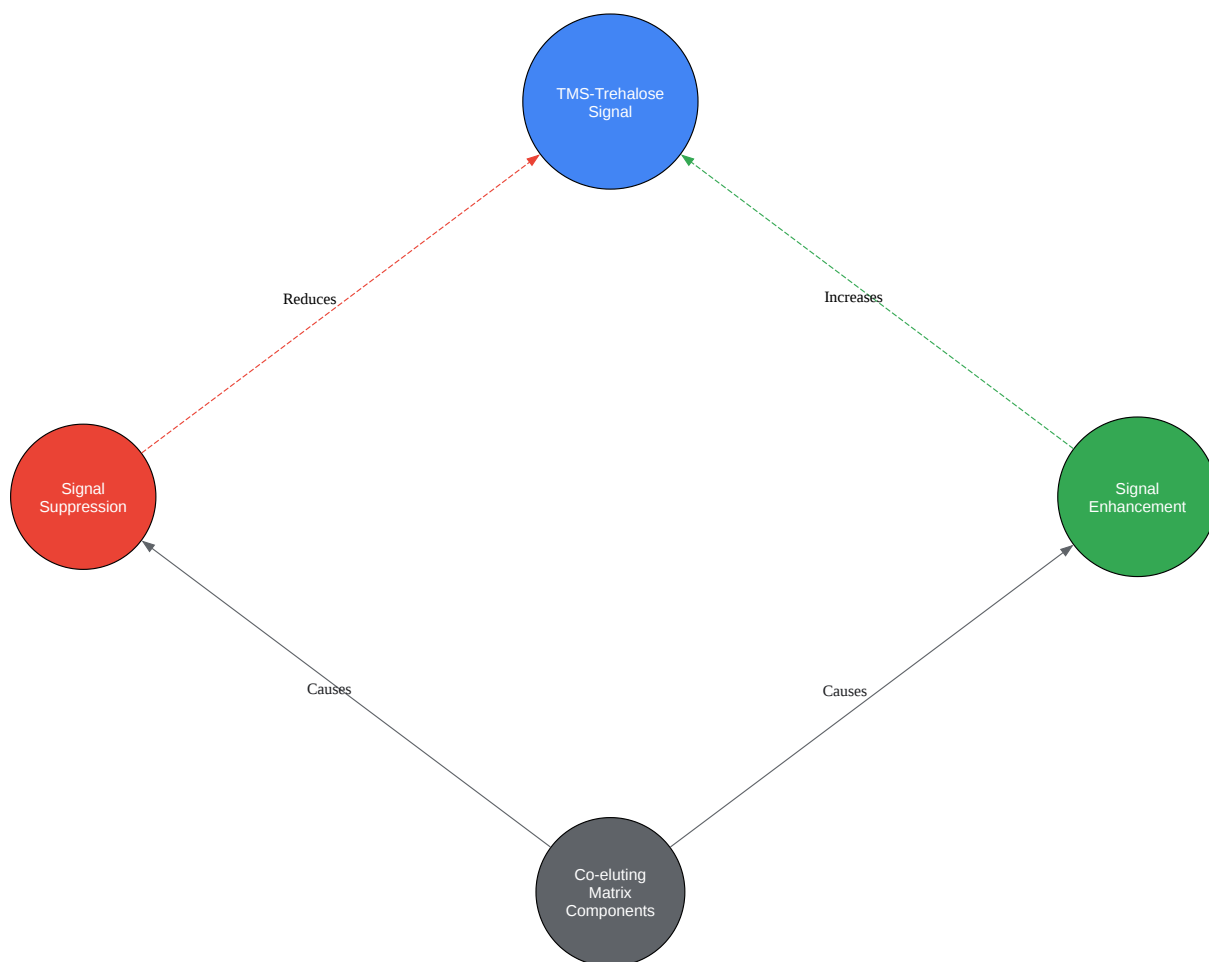 TMS-Trehalose
Signal
Reduces
Increases
Signal
Suppression
Signal
Enhancement
Causes
Causes
Co-eluting
Matrix
Components